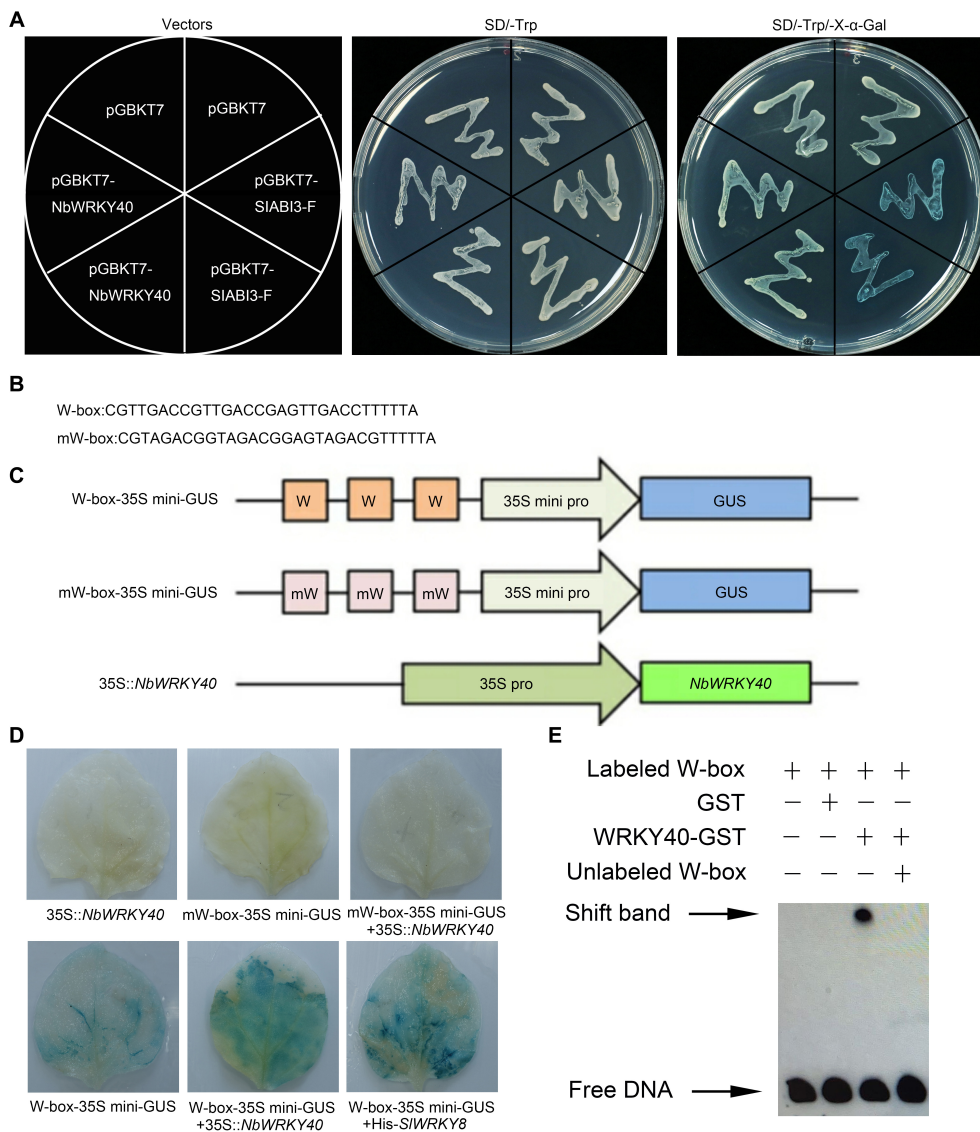 A
Vectors
SD/-Trp
SD/-Trp/-X-α-Gal
pGBKT7
pGBKT7
pGBKT7-
NbWRKY40
pGBKT7-
SlABI3-F
pGBKT7-
NbWRKY40
pGBKT7-
SlABI3-F
B
W-box:CGTTGACCGTTGACCGAGTTGACCTTTTTA
mW-box:CGTAGACGGTAGACGGAGTAGACGTTTTTA
C
W-box-35S mini-GUS
W W W 35S mini pro GUS
mW-box-35S mini-GUS
mW mW mW 35S mini pro GUS
35S::NbWRKY40
35S pro NbWRKY40
D
35S::NbWRKY40
mW-box-35S mini-GUS
mW-box-35S mini-GUS
+35S::NbWRKY40
W-box-35S mini-GUS
W-box-35S mini-GUS
+35S::NbWRKY40
W-box-35S mini-GUS
+His-SlWRKY8
E
Labeled W-box + + + +
GST − + − −
WRKY40-GST − − + +
Unlabeled W-box − − − +
Shift band
Free DNA